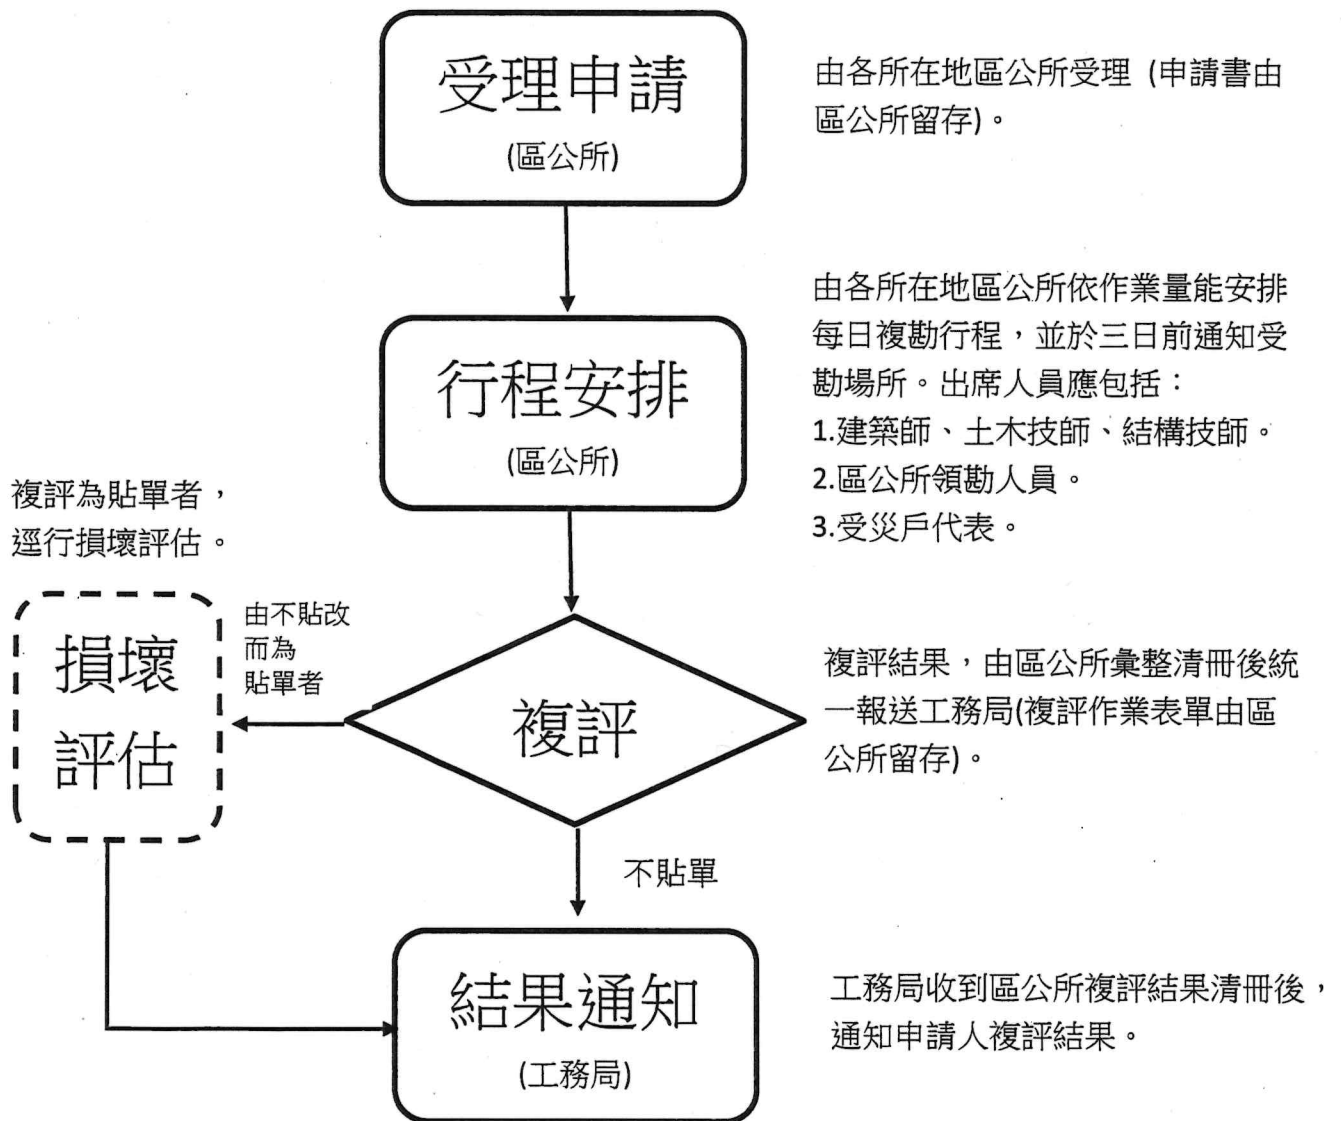 受理申請
(區公所)
由各所在地區公所受理 (申請書由
區公所留存)。
行程安排
(區公所)
由各所在地區公所依作業量能安排
每日複勘行程，並於三日前通知受
勘場所。出席人員應包括：
1.建築師、土木技師、結構技師。
2.區公所領勘人員。
3.受災戶代表。
複評為貼單者，
逕行損壞評估。
損壞
評估
由不貼改
而為
貼單者
複評
複評結果，由區公所彙整清冊後統
一報送工務局(複評作業表單由區
公所留存)。
不貼單
結果通知
(工務局)
工務局收到區公所複評結果清冊後，
通知申請人複評結果。